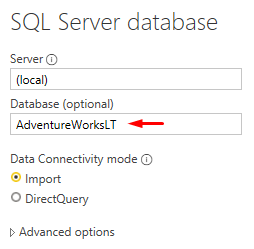 SQL Server database
Server
(local)
Database (optional)
AdventureWorksLT
Data Connectivity mode
Import
DirectQuery
Advanced options